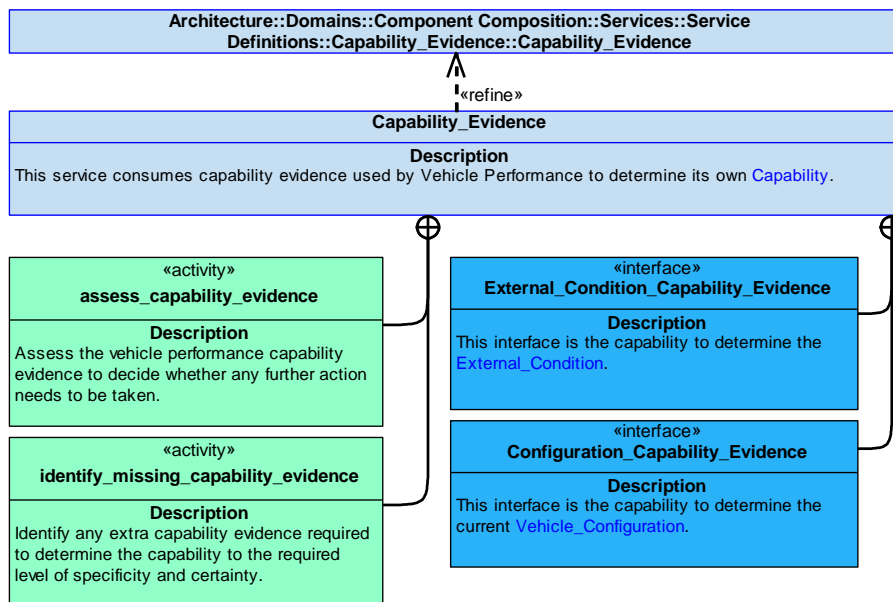 Architecture::Domains::Component Composition::Services::Service
Definitions::Capability_Evidence::Capability_Evidence
«refine»
Capability_Evidence
Description
This service consumes capability evidence used by Vehicle Performance to determine its own Capability.
«activity»
assess_capability_evidence
Description
Assess the vehicle performance capability
evidence to decide whether any further action
needs to be taken.
«activity»
identify_missing_capability_evidence
Description
Identify any extra capability evidence required
to determine the capability to the required
level of specificity and certainty.
«interface»
External_Condition_Capability_Evidence
Description
This interface is the capability to determine the
External_Condition.
«interface»
Configuration_Capability_Evidence
Description
This interface is the capability to determine the
current Vehicle_Configuration.